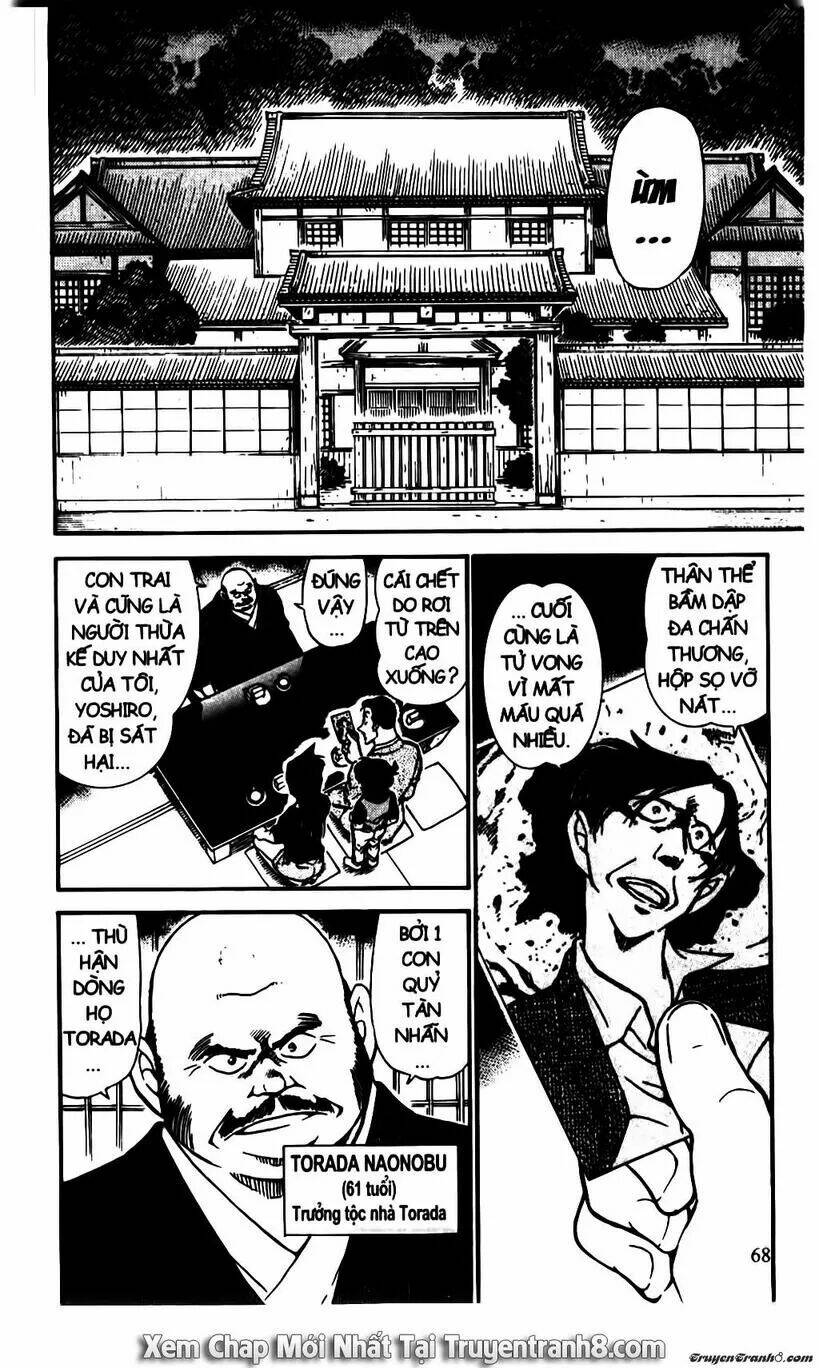 ÙM
...
THÂN THỂ
BẦM DẬP
ĐA CHẤN
THƯƠNG,
HỘP SỌ VỠ
NÁT...
... CUỐI
CÙNG LÀ
TỬ VONG
VÌ MẤT
MÁU QUÁ
NHIỀU.
CÁI CHẾT
DO RƠI
TỪ TRÊN
CAO
XUỐNG?
ĐÚNG
VẬY
...
CON TRAI
VÀ CŨNG LÀ
NGƯỜI THỪA
KẾ DUY NHẤT
CỦA TÔI,
YOSHIRO,
ĐÃ BỊ SÁT
HẠI...
BỞI 1
CON
QUỶ
TÀN
NHẪN
...
... THÙ
HẬN
DÒNG
HỌ
TORADA
...
TORADA NAONOBU
(61 tuổi)
Trưởng tộc nhà Torada
68
Xem Chap Mới Nhất Tại Truyentranh8.com
TruyenTranh8.com